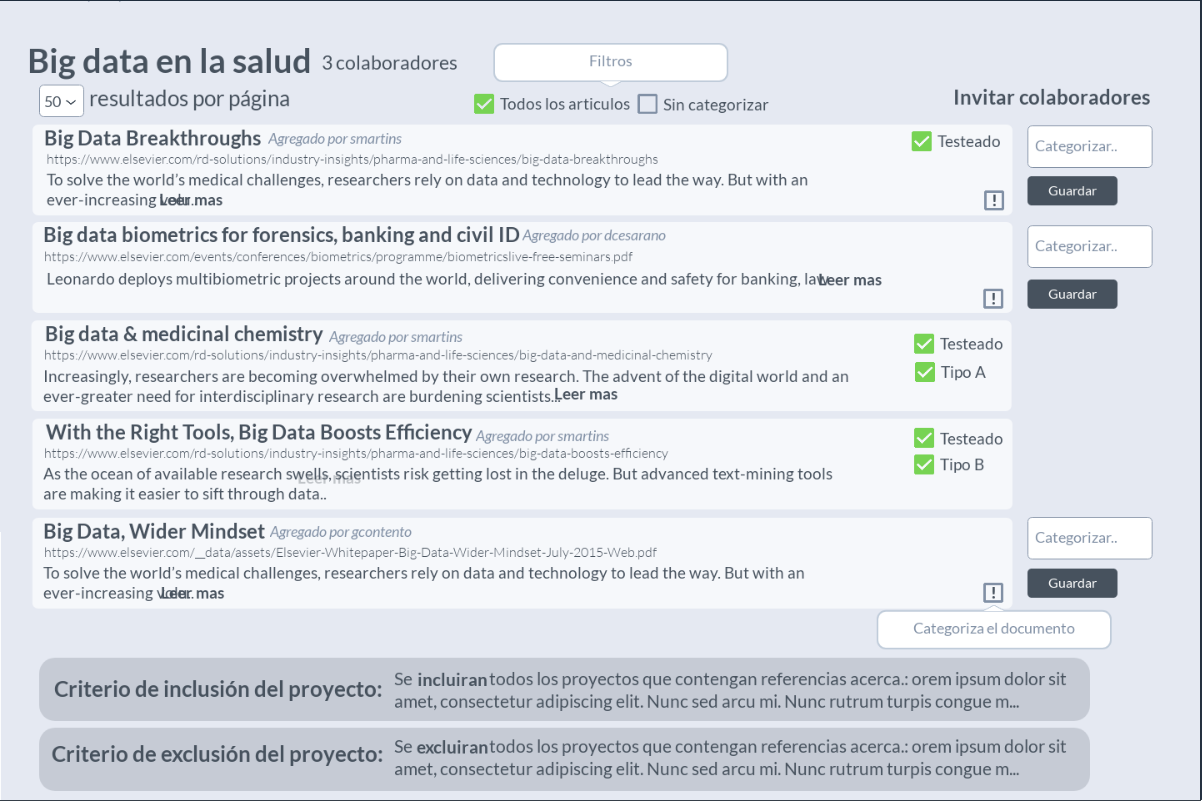 Big data en la salud 3 colaboradores
Filtros
50 resultados por página
Todos los articulos Sin categorizar
Invitar colaboradores
Big Data Breakthroughs Agregado por smartins
Testeado
Categorizar..
https://www.elsevier.com/rd-solutions/industry-insights/pharma-and-life-sciences/big-data-breakthroughs
To solve the world's medical challenges, researchers rely on data and technology to lead the way. But with an
ever-increasing Leer mas
!
Guardar
Big data biometrics for forensics, banking and civil ID Agregado por dcesarano
Categorizar..
https://www.elsevier.com/events/conferences/biometrics/programme/biometricslive-free-seminars.pdf
Leonardo deploys multibiometric projects around the world, delivering convenience and safety for banking, Leer mas
!
Guardar
Big data & medicinal chemistry Agregado por smartins
Testeado
https://www.elsevier.com/rd-solutions/industry-insights/pharma-and-life-sciences/big-data-and-medicinal-chemistry
Tipo A
Increasingly, researchers are becoming overwhelmed by their own research. The advent of the digital world and an
ever-greater need for interdisciplinary research are burdening scientists.. Leer mas
With the Right Tools, Big Data Boosts Efficiency Agregado por smartins
Testeado
https://www.elsevier.com/rd-solutions/industry-insights/pharma-and-life-sciences/big-data-boosts-efficiency
Tipo B
As the ocean of available research swells, scientists risk getting lost in the deluge. But advanced text-mining tools
Leer mas
are making it easier to sift through data..
Big Data, Wider Mindset Agregado por gcontento
Categorizar..
https://www.elsevier.com/__data/assets/Elsevier-Whitepaper-Big-Data-Wider-Mindset-July-2015-Web.pdf
To solve the world's medical challenges, researchers rely on data and technology to lead the way. But with an
ever-increasing Leer mas
!
Guardar
Categoriza el documento
Criterio de inclusión del proyecto:
Se incluiran todos los proyectos que contengan referencias acerca.: orem ipsum dolor sit
amet, consectetur adipiscing elit. Nunc sed arcu mi. Nunc rutrum turpis congue m...
Criterio de exclusión del proyecto:
Se excluiran todos los proyectos que contengan referencias acerca.: orem ipsum dolor sit
amet, consectetur adipiscing elit. Nunc sed arcu mi. Nunc rutrum turpis congue m...